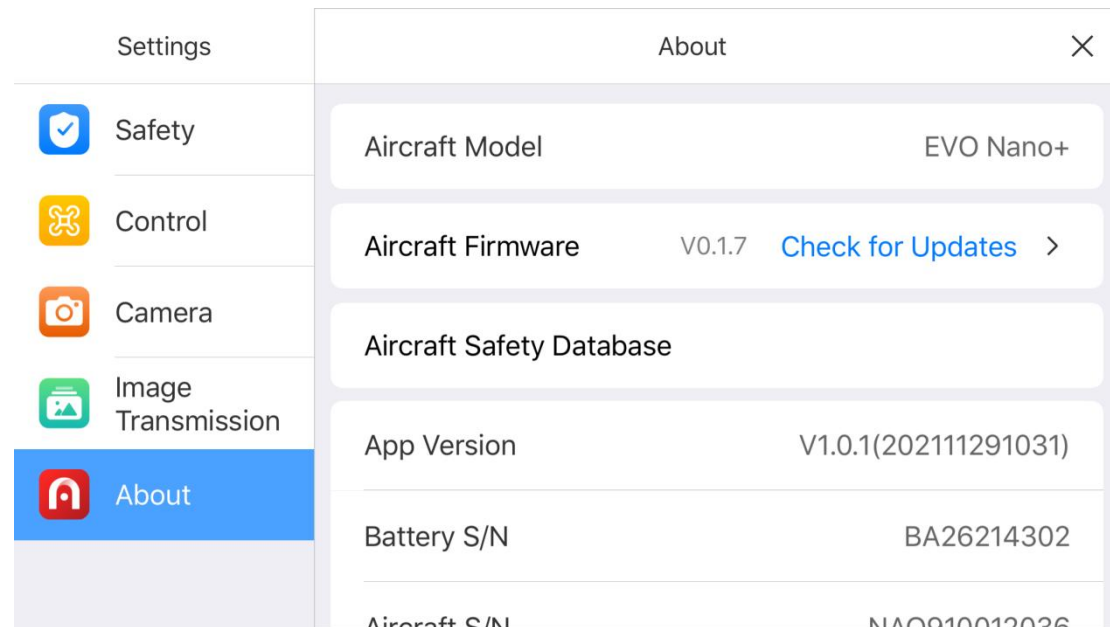 Settings
About
Safety
Control
Camera
Image
Transmission
About
Aircraft Model EVO Nano+
Aircraft Firmware V0.1.7 Check for Updates
Aircraft Safety Database
App Version V1.0.1(202111291031)
Battery S/N BA26214302
Aircraft S/N